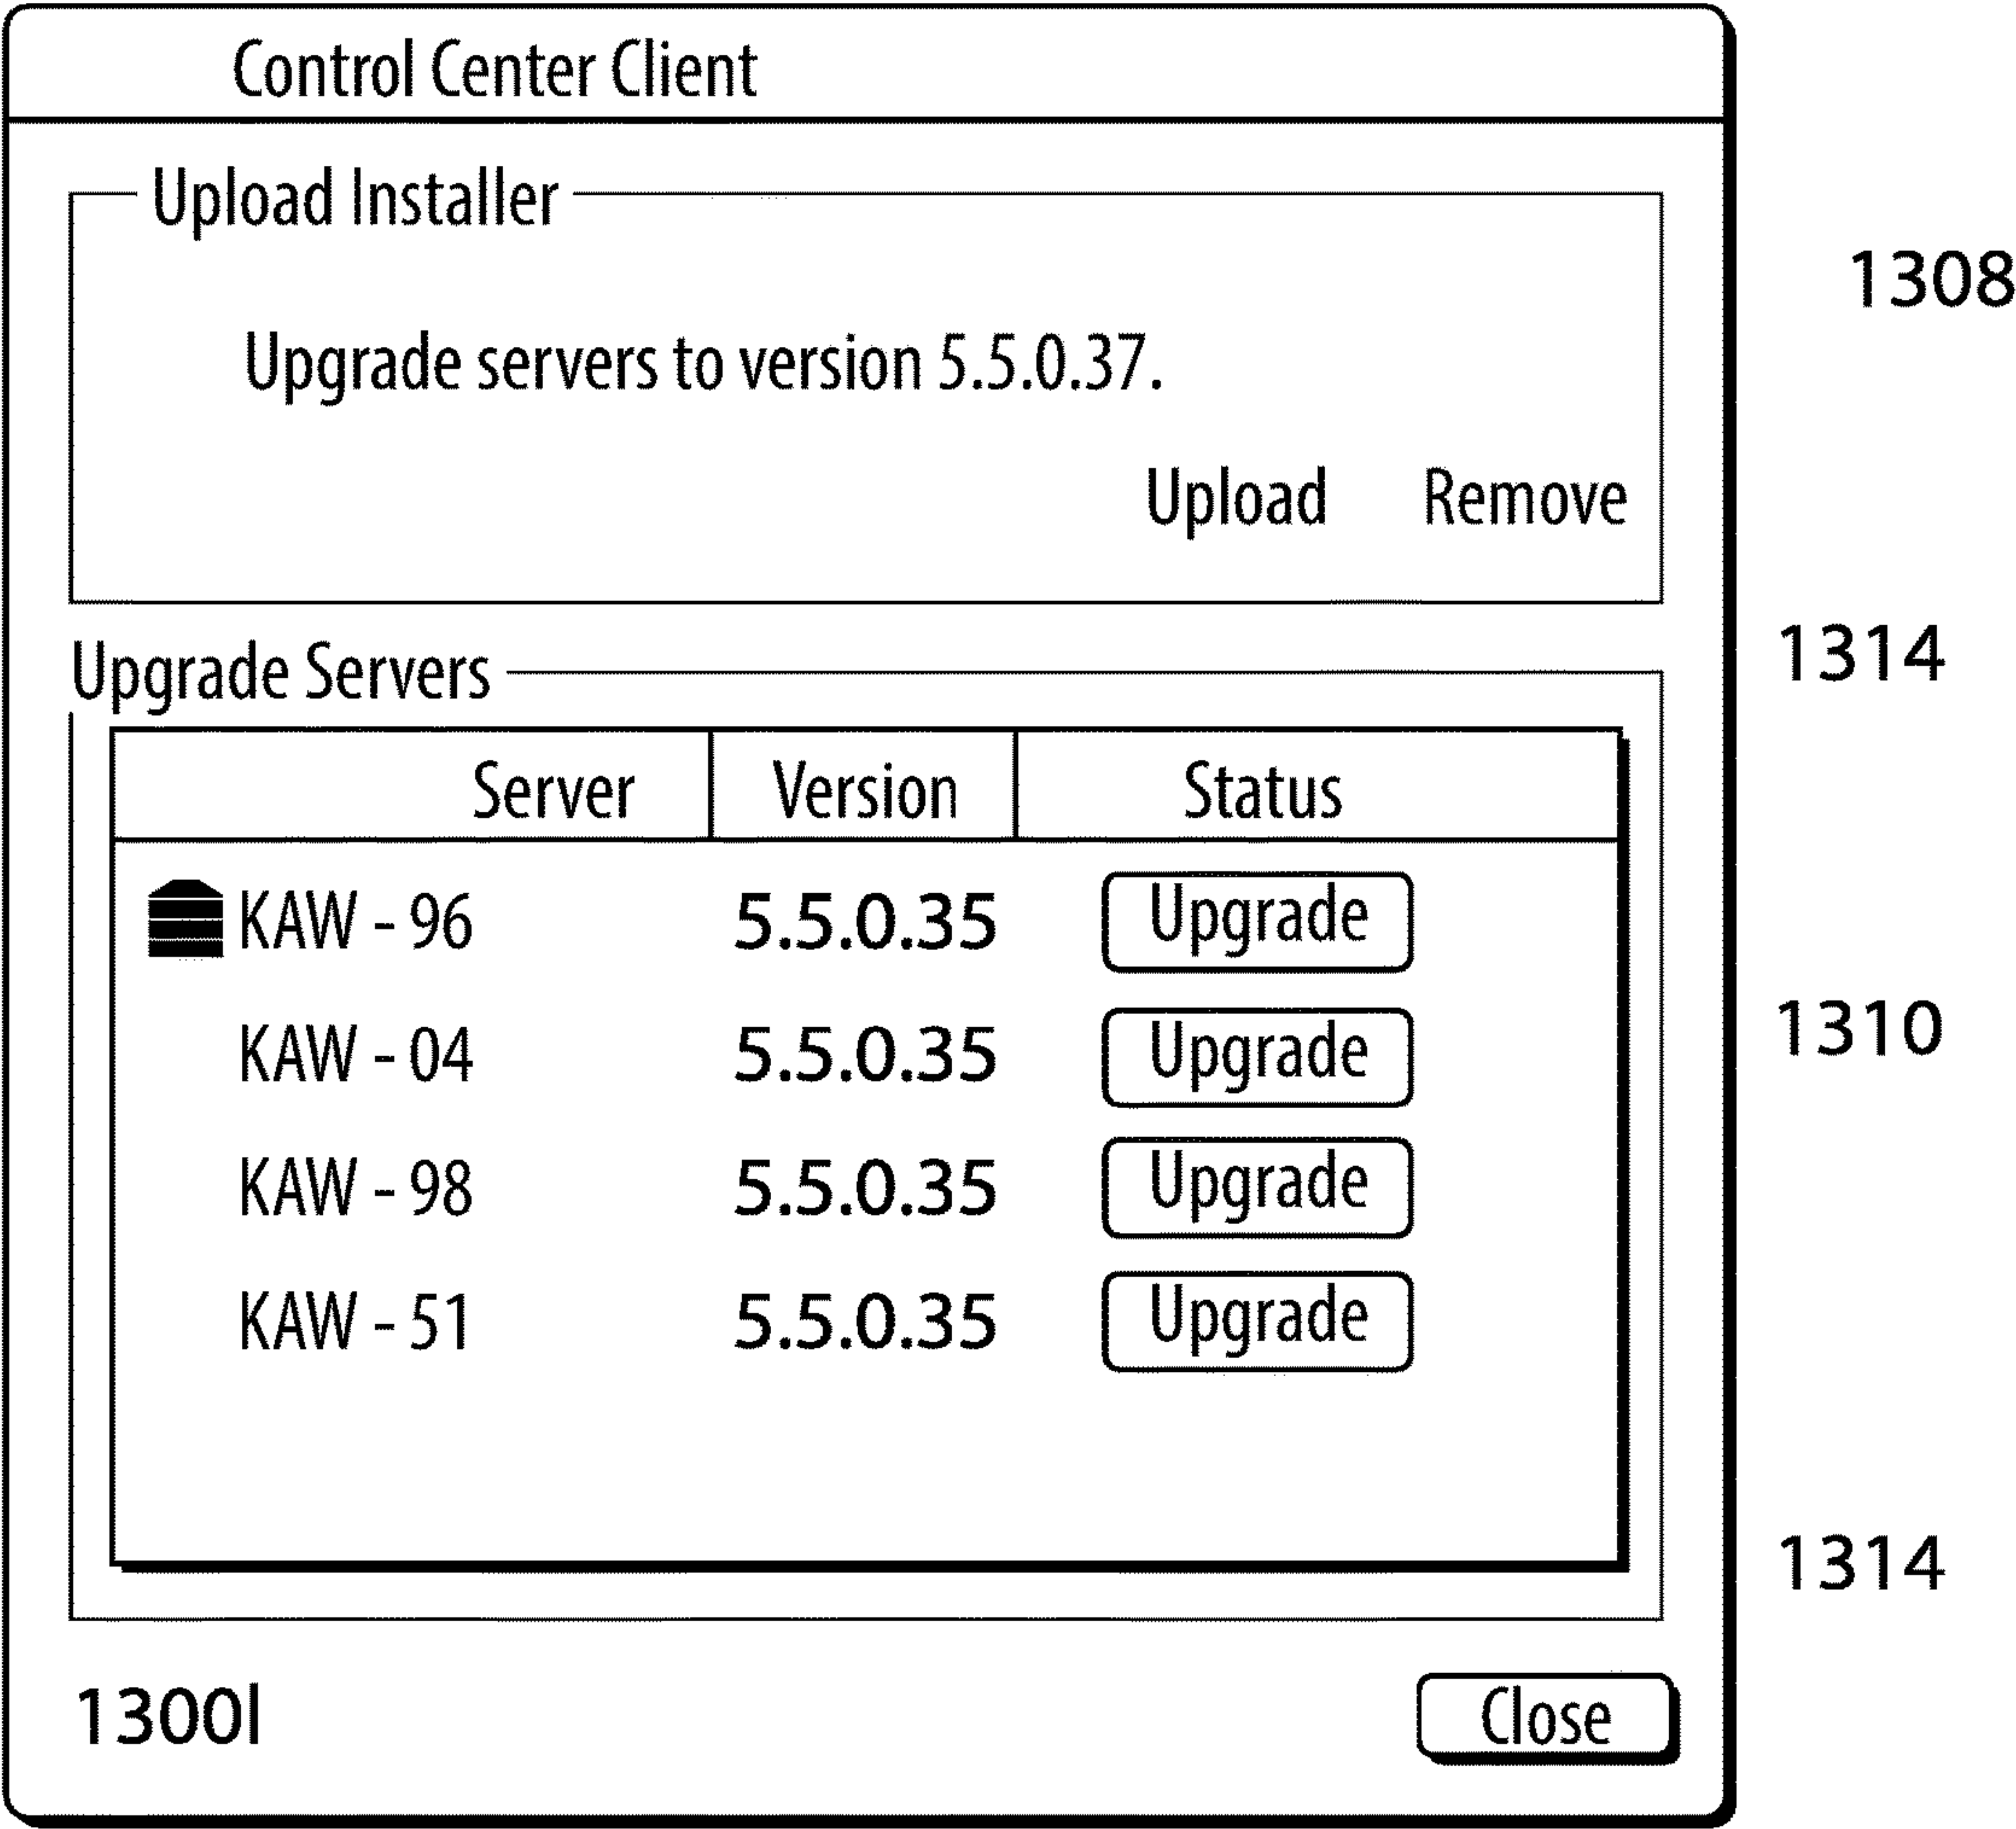 Control Center Client
Upload Installer
1308
Upgrade servers to version 5.5.0.37.
Upload Remove
1314
Upgrade Servers
Server Version Status
KAW - 96 5.5.0.35 Upgrade
1310
KAW - 04 5.5.0.35 Upgrade
KAW - 98 5.5.0.35 Upgrade
KAW - 51 5.5.0.35 Upgrade
1314
1300l Close